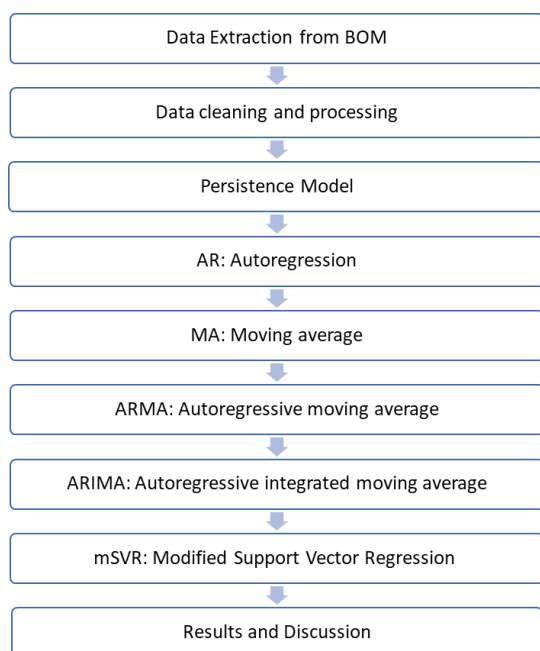 Data Extraction from BOM
Data cleaning and processing
Persistence Model
AR: Autoregression
MA: Moving average
ARMA: Autoregressive moving average
ARIMA: Autoregressive integrated moving average
mSVR: Modified Support Vector Regression
Results and Discussion